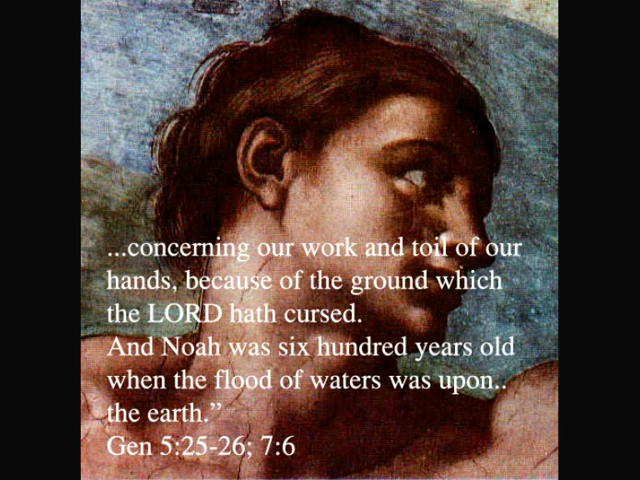 ...concerning our work and toil of our
hands, because of the ground which
the LORD hath cursed.
And Noah was six hundred years old
when the flood of waters was upon..
the earth.”
Gen 5:25-26; 7:6